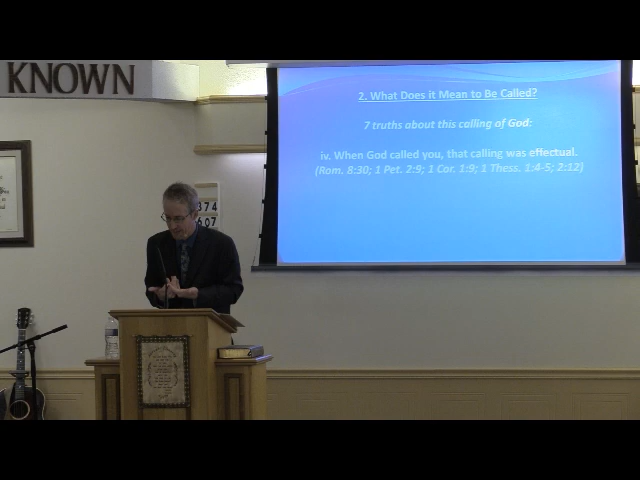 KNOWN
2. What Does it Mean to Be Called?
7 truths about this calling of God:
iv. When God called you, that calling was effectual.
(Rom. 8:30; 1 Pet. 2:9; 1 Cor. 1:9; 1 Thess. 1:4-5; 2:12)
374
607